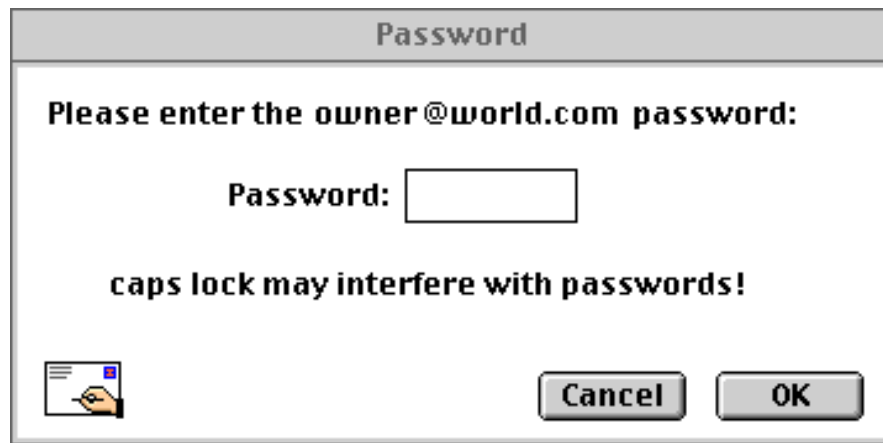 Password
Please enter the owner@world.com password:
Password:
caps lock may interfere with passwords!
Cancel OK